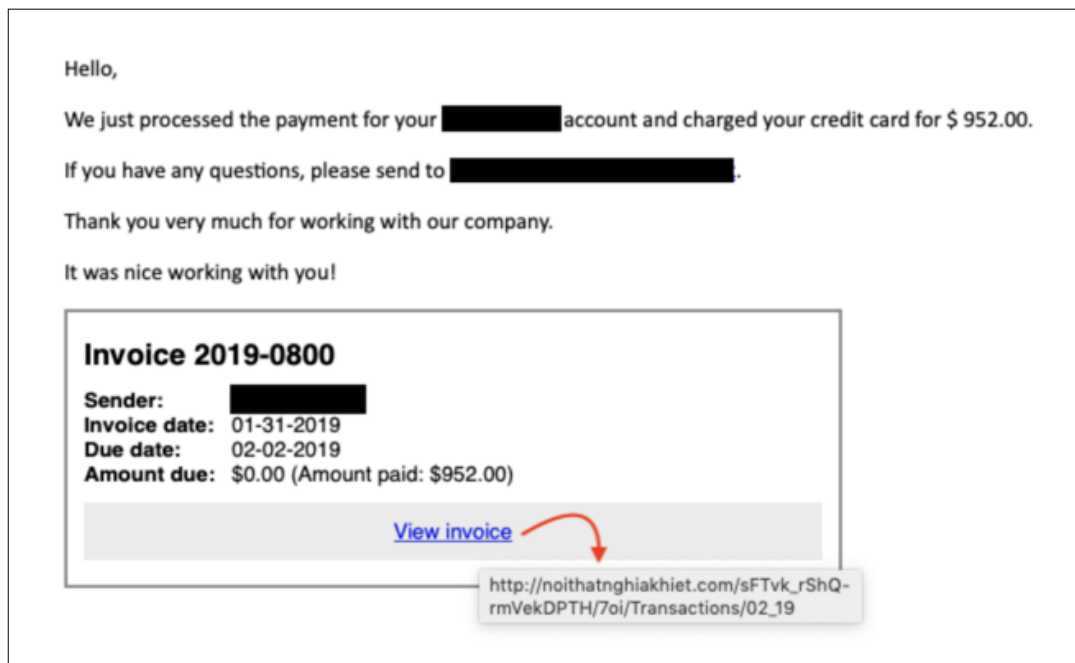 Hello,
We just processed the payment for your account and charged your credit card for $ 952.00.
If you have any questions, please send to .
Thank you very much for working with our company.
It was nice working with you!
Invoice 2019-0800
Sender:
Invoice date: 01-31-2019
Due date: 02-02-2019
Amount due: $0.00 (Amount paid: $952.00)
View invoice
http://noithatnghiakhiet.com/sFTvk_rShQ-
rmVekDPTH/7oi/Transactions/02_19